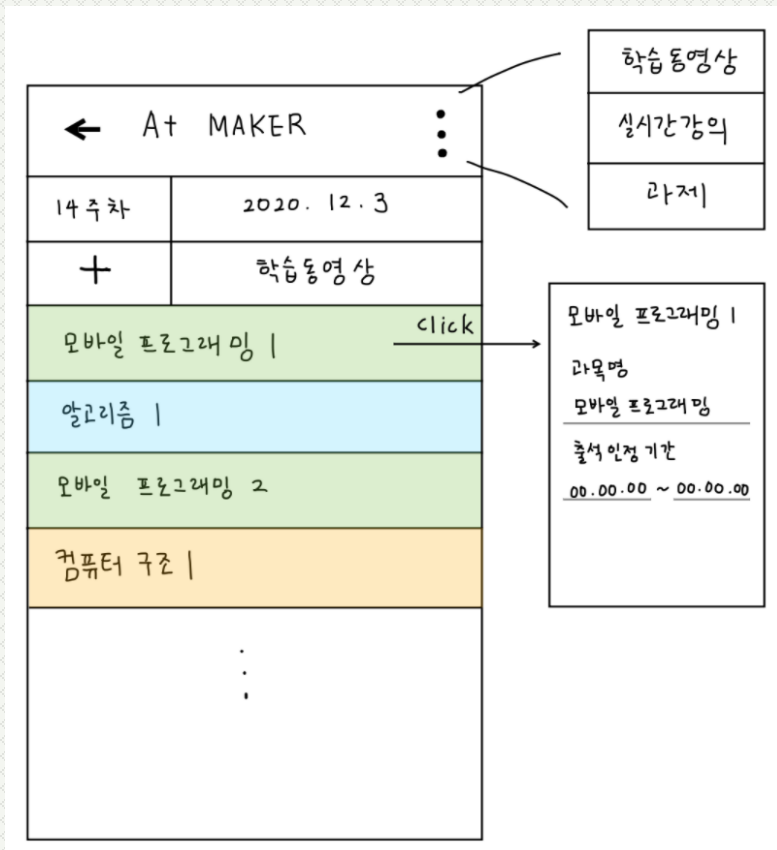 ← A+ MAKER
14주차 2020. 12. 3
+ 학습동영상
모바일 프로그래밍 1
click
알고리즘 1
모바일 프로그래밍 2
컴퓨터 구조 1
학습동영상
실시간강의
과제
모바일 프로그래밍 1
과목명
모바일 프로그래밍
출석인정 기간
00.00.00 ~ 00.00.00